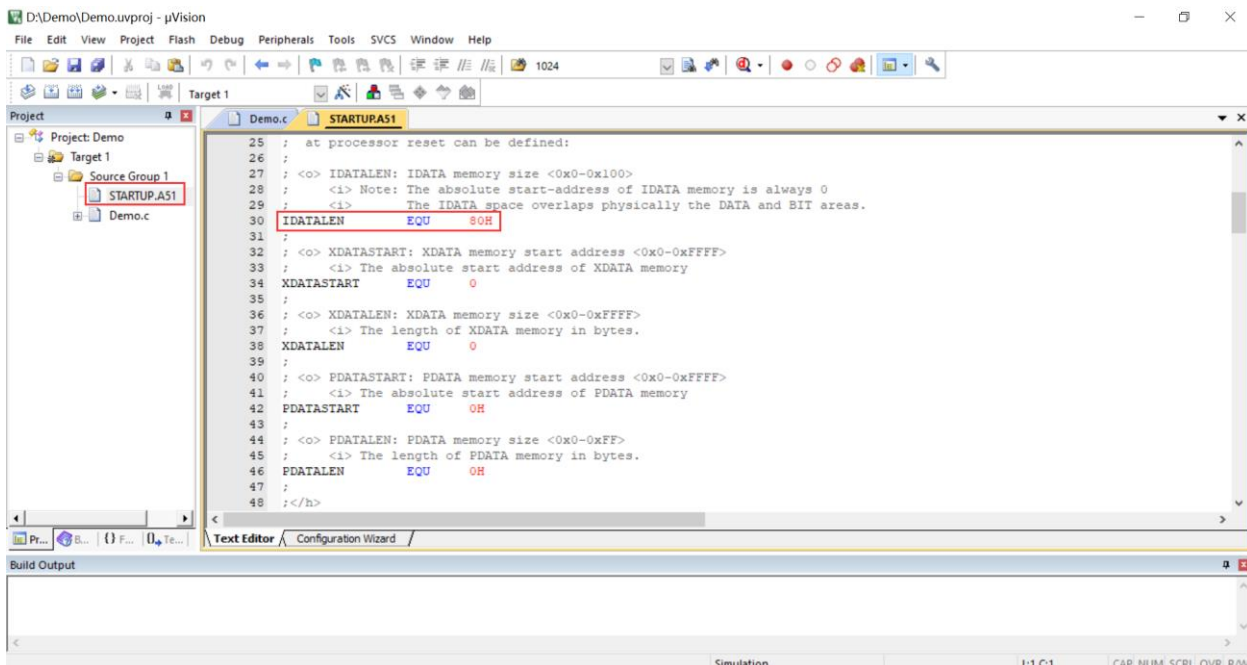 D:\Demo\Demo.uvproj - µVision
File Edit View Project Flash Debug Peripherals Tools SVCS Window Help
1024
LOAD Target 1
Project
Demo.c STARTUP.A51
Project: Demo
Target 1
Source Group 1
STARTUP.A51
Demo.c
25 ; at processor reset can be defined:
26 ;
27 ; <o> IDATALEN: IDATA memory size <0x0-0x100>
28 ; <i> Note: The absolute start-address of IDATA memory is always 0
29 ; <i> The IDATA space overlaps physically the DATA and BIT areas.
30 IDATALEN EQU 80H
31 ;
32 ; <o> XDATASTART: XDATA memory start address <0x0-0xFFFF>
33 ; <i> The absolute start address of XDATA memory
34 XDATASTART EQU 0
35 ;
36 ; <o> XDATALEN: XDATA memory size <0x0-0xFFFF>
37 ; <i> The length of XDATA memory in bytes.
38 XDATALEN EQU 0
39 ;
40 ; <o> PDATASTART: PDATA memory start address <0x0-0xFFFF>
41 ; <i> The absolute start address of PDATA memory
42 PDATASTART EQU 0H
43 ;
44 ; <o> PDATALEN: PDATA memory size <0x0-0xFF>
45 ; <i> The length of PDATA memory in bytes.
46 PDATALEN EQU 0H
47 ;
48 ;</h>
Pr... B... {} F... 0 Te... Text Editor Configuration Wizard
Build Output
Simulation L:1 C:1 CAP NUM SCRL OVR R/W